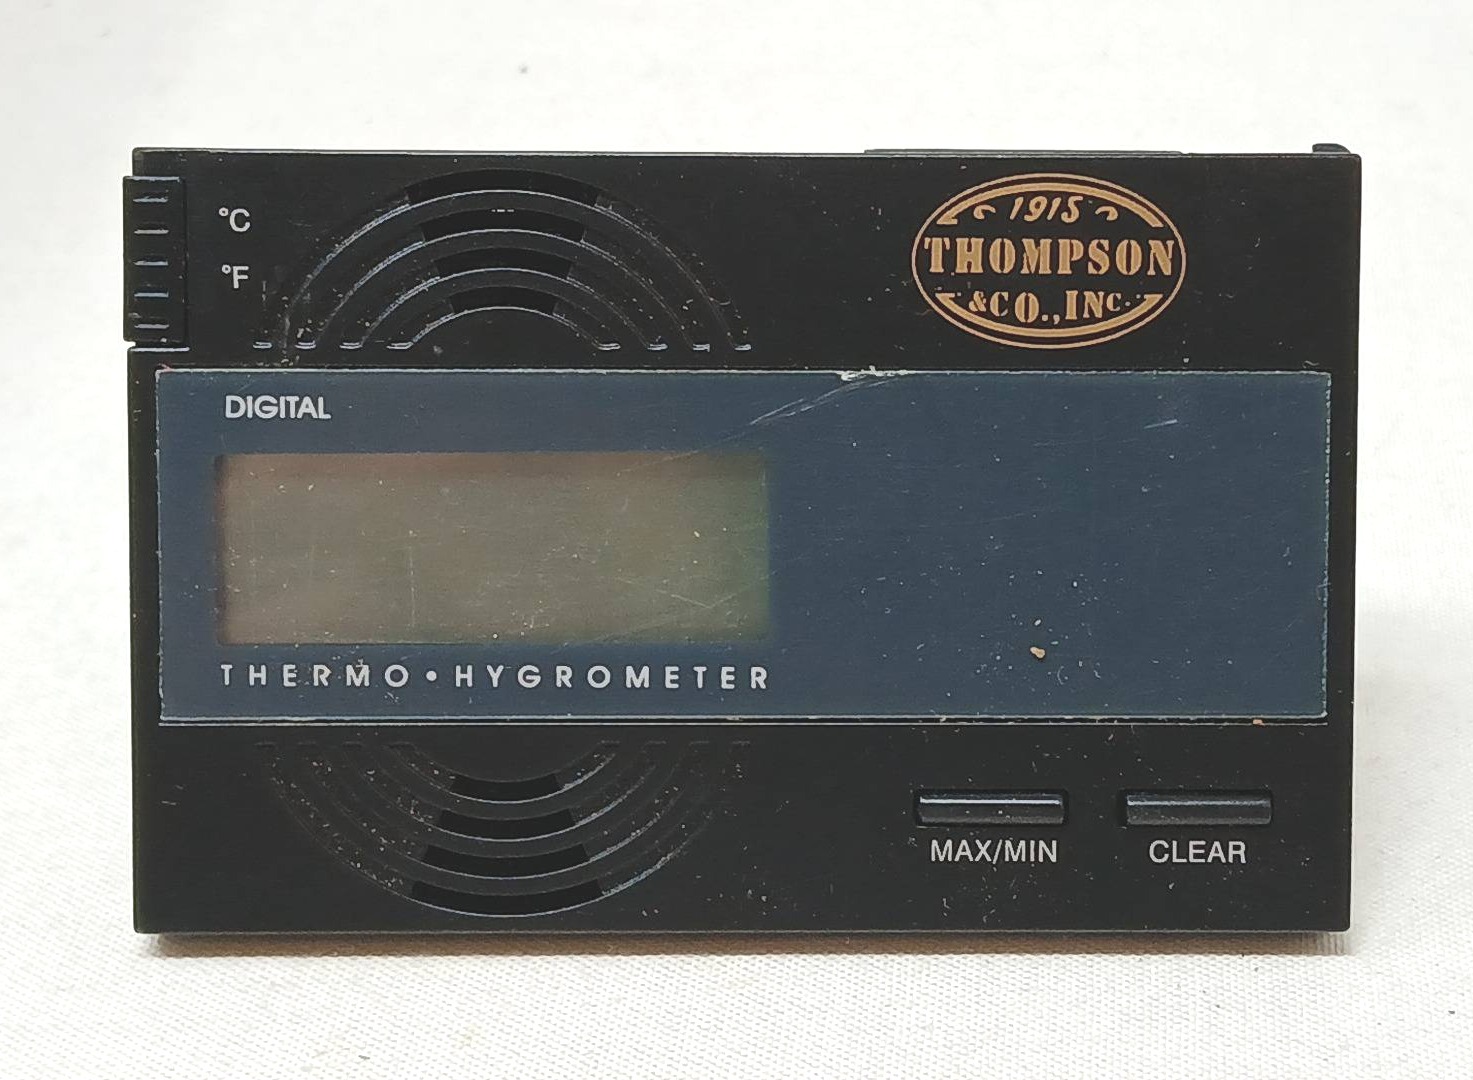 °C
°F
1915
THOMPSON
&CO., INC.
DIGITAL
THERMO • HYGROMETER
MAX/MIN
CLEAR